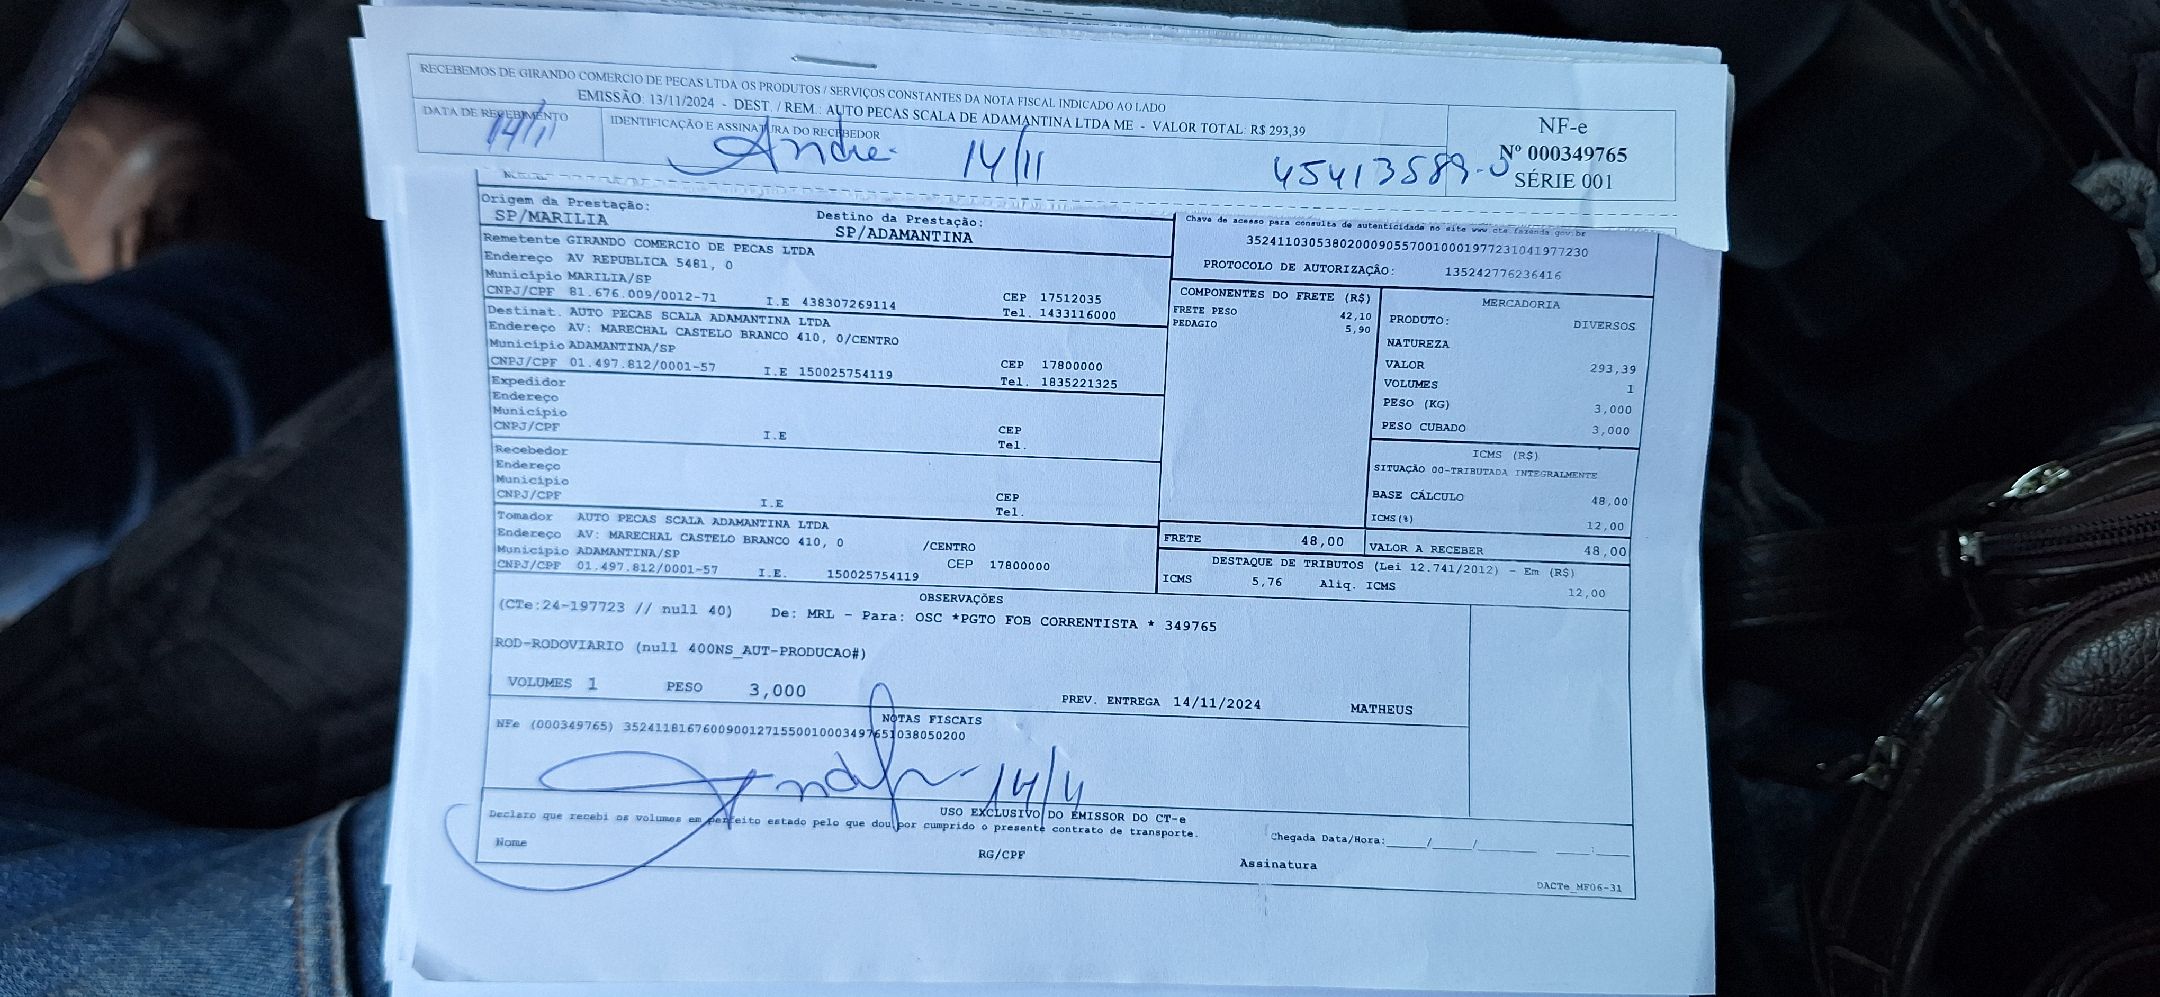 RECEBEMOS DE GIRANDO COMERCIO DE PECAS LTDA OS PRODUTOS / SERVIÇOS CONSTANTES DA NOTA FISCAL INDICADO AO LADO
EMISSÃO: 13/11/2024 - DEST. / REM.: AUTO PECAS SCALA DE ADAMANTINA LTDA ME - VALOR TOTAL: R$ 293,39
DATA DE RECEBIMENTO
14/11
IDENTIFICAÇÃO E ASSINATURA DO RECEBEDOR
Andre 14/11 45413589-0
NF-e
Nº 000349765
SÉRIE 001
Origem da Prestação:
SP/MARILIA
Destino da Prestação:
SP/ADAMANTINA
Remetente GIRANDO COMERCIO DE PECAS LTDA
Endereço AV REPUBLICA 5481, 0
Município MARILIA/SP CEP 17512035
CNPJ/CPF 81.676.009/0012-71 I.E 438307269114 Tel. 1433116000
Destinat. AUTO PECAS SCALA ADAMANTINA LTDA
Endereço AV: MARECHAL CASTELO BRANCO 410, 0/CENTRO
Município ADAMANTINA/SP CEP 17800000
CNPJ/CPF 01.497.812/0001-57 I.E 150025754119 Tel. 1835221325
Expedidor
Endereço
Município CEP
CNPJ/CPF I.E Tel.
Recebedor
Endereço
Município CEP
CNPJ/CPF I.E Tel.
Tomador AUTO PECAS SCALA ADAMANTINA LTDA
Endereço AV: MARECHAL CASTELO BRANCO 410, 0 /CENTRO
Município ADAMANTINA/SP CEP 17800000
CNPJ/CPF 01.497.812/0001-57 I.E. 150025754119
Chave de acesso para consulta de autenticidade no site www.cte.fazenda.gov.br
35241103053802000905570010001977231041977230
PROTOCOLO DE AUTORIZAÇÃO: 135242776236416
COMPONENTES DO FRETE (R$)
FRETE PESO 42,10
PEDAGIO 5,90
MERCADORIA
PRODUTO: DIVERSOS
NATUREZA
VALOR 293,39
VOLUMES 1
PESO (KG) 3,000
PESO CUBADO 3,000
ICMS (R$)
SITUAÇÃO 00-TRIBUTADA INTEGRALMENTE
BASE CÁLCULO 48,00
ICMS(%) 12,00
FRETE 48,00
VALOR A RECEBER 48,00
DESTAQUE DE TRIBUTOS (Lei 12.741/2012) - Em (R$)
ICMS 5,76 Aliq. ICMS 12,00
OBSERVAÇÕES
(CTe:24-197723 // null 40) De: MRL - Para: OSC *PGTO FOB CORRENTISTA * 349765
ROD-RODOVIARIO (null 400NS_AUT-PRODUCAO#)
VOLUMES 1 PESO 3,000 PREV. ENTREGA 14/11/2024 MATHEUS
NOTAS FISCAIS
NFe (000349765) 35241181676009001271550010003497651038050200
14/11
USO EXCLUSIVO DO EMISSOR DO CT-e
Declaro que recebi os volumes em perfeito estado pelo que dou por cumprido o presente contrato de transporte.
Chegada Data/Hora:____/____/______ ___:___
Nome RG/CPF Assinatura
DACTe_MF06-31